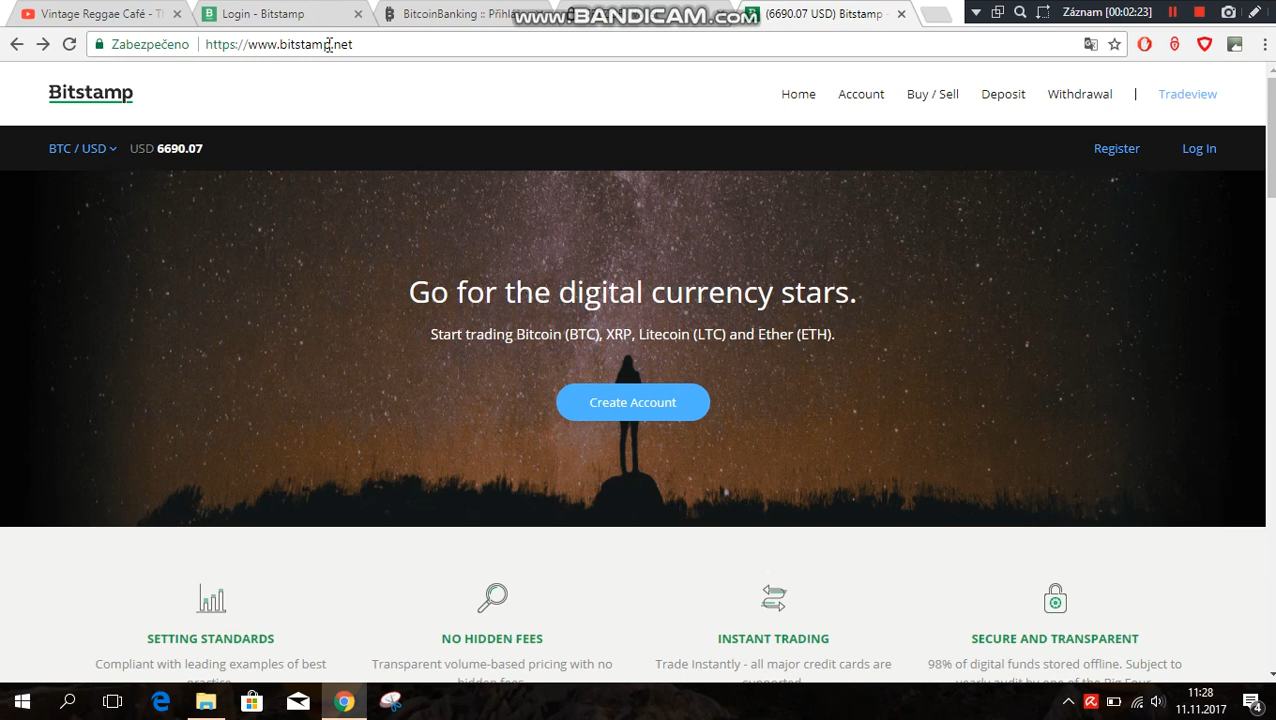 Vintage Reggae Café - Th
Login - Bitstamp
BitcoinBanking :: Přihlá
www.BANDICAM.com
(6690.07 USD) Bitstamp -
Záznam [00:02:23]
Zabezpečeno
https://www.bitstamp.net
Bitstamp
Home
Account
Buy / Sell
Deposit
Withdrawal
|
Tradeview
BTC / USD
USD 6690.07
Register
Log In
Go for the digital currency stars.
Start trading Bitcoin (BTC), XRP, Litecoin (LTC) and Ether (ETH).
Create Account
SETTING STANDARDS
NO HIDDEN FEES
INSTANT TRADING
SECURE AND TRANSPARENT
Compliant with leading examples of best
practice.
Transparent volume-based pricing with no
hidden fees.
Trade Instantly - all major credit cards are
supported.
98% of digital funds stored offline. Subject to
yearly audit by one of the Big Four.
11:28
11.11.2017
4